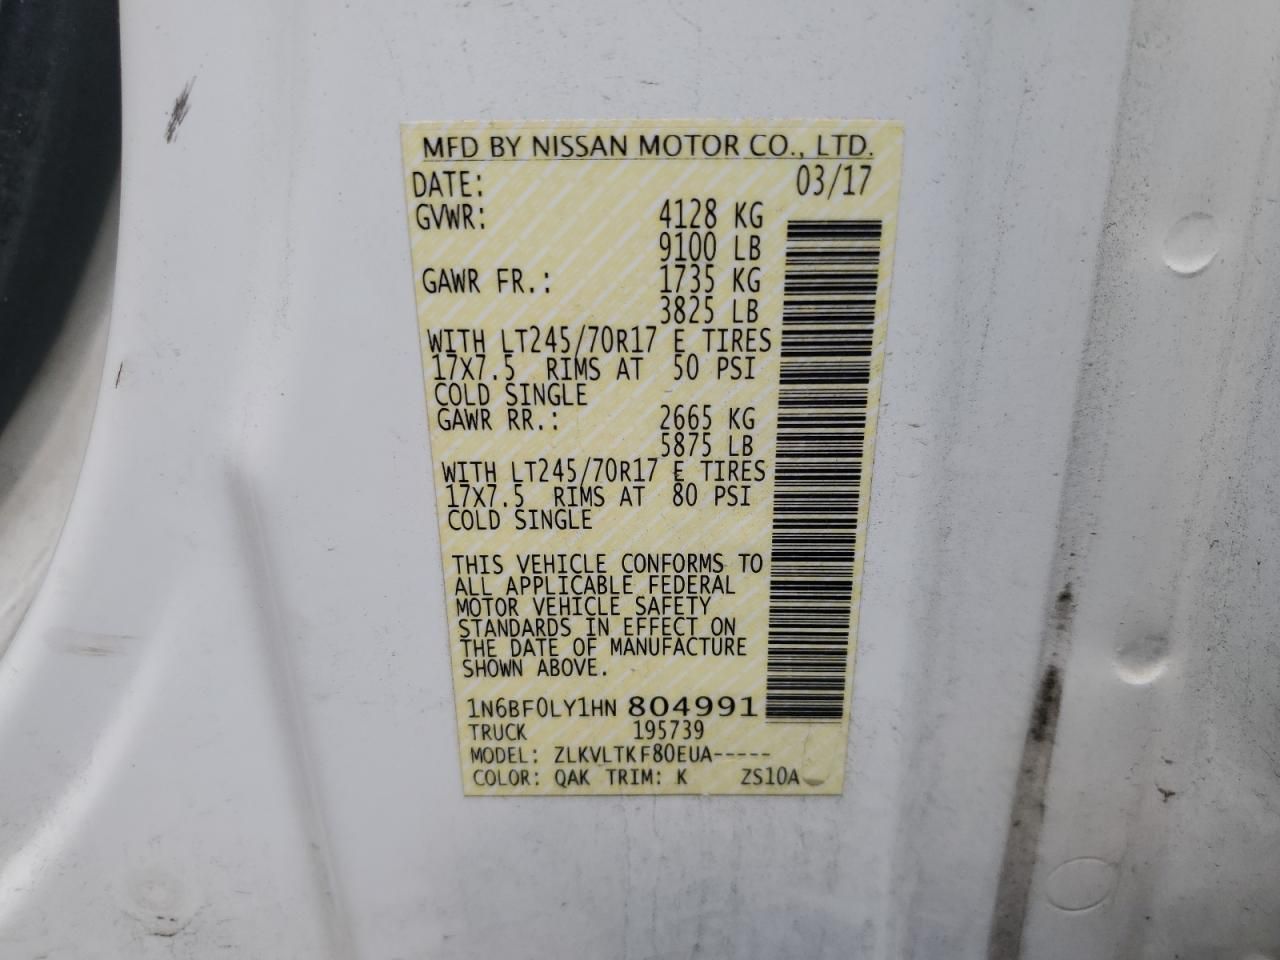 MFD BY NISSAN MOTOR CO., LTD.
DATE: 03/17
GVWR: 4128 KG
9100 LB
GAWR FR.: 1735 KG
3825 LB
WITH LT245/70R17 E TIRES
17X7.5 RIMS AT 50 PSI
COLD SINGLE
GAWR RR.: 2665 KG
5875 LB
WITH LT245/70R17 E TIRES
17X7.5 RIMS AT 80 PSI
COLD SINGLE
THIS VEHICLE CONFORMS TO
ALL APPLICABLE FEDERAL
MOTOR VEHICLE SAFETY
STANDARDS IN EFFECT ON
THE DATE OF MANUFACTURE
SHOWN ABOVE.
1N6BF0LY1HN 804991
TRUCK 195739
MODEL: ZLKVLTKF80EUA-----
COLOR: QAK TRIM: K ZS10A